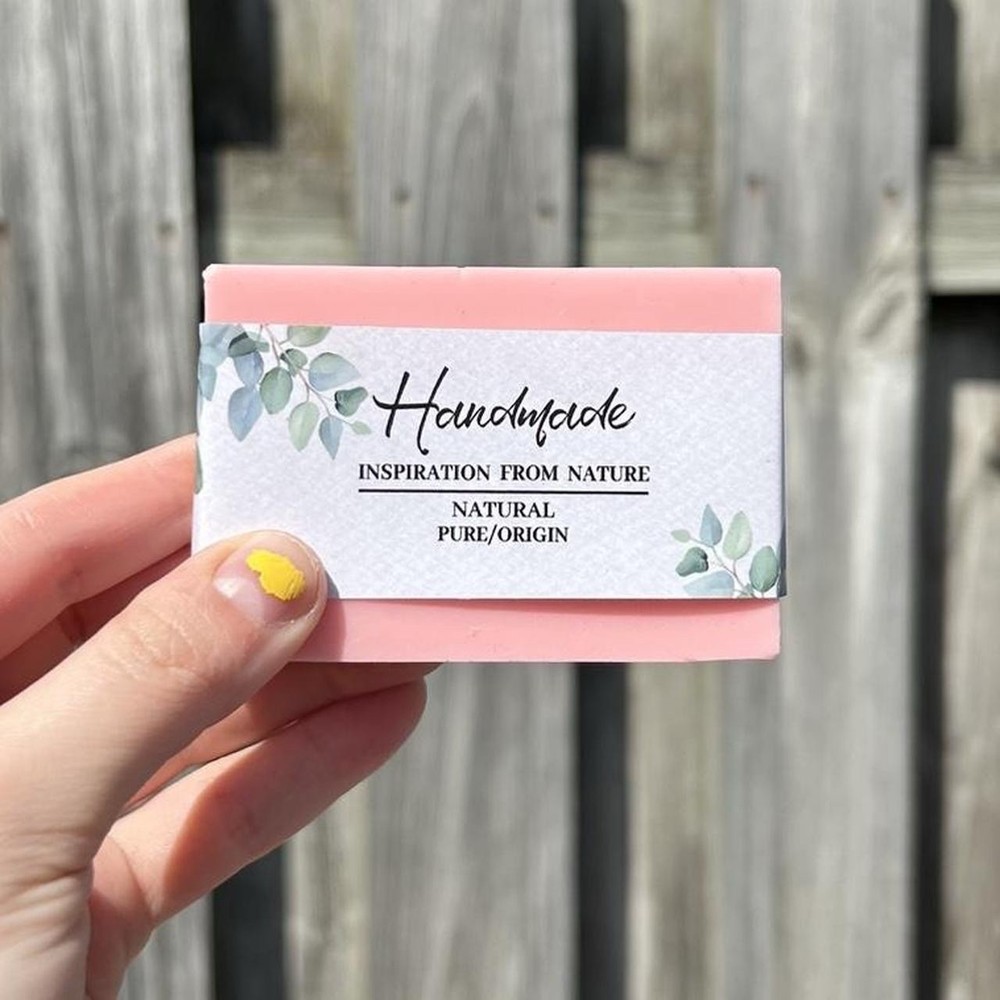 Handmade
INSPIRATION FROM NATURE
NATURAL
PURE/ORIGIN